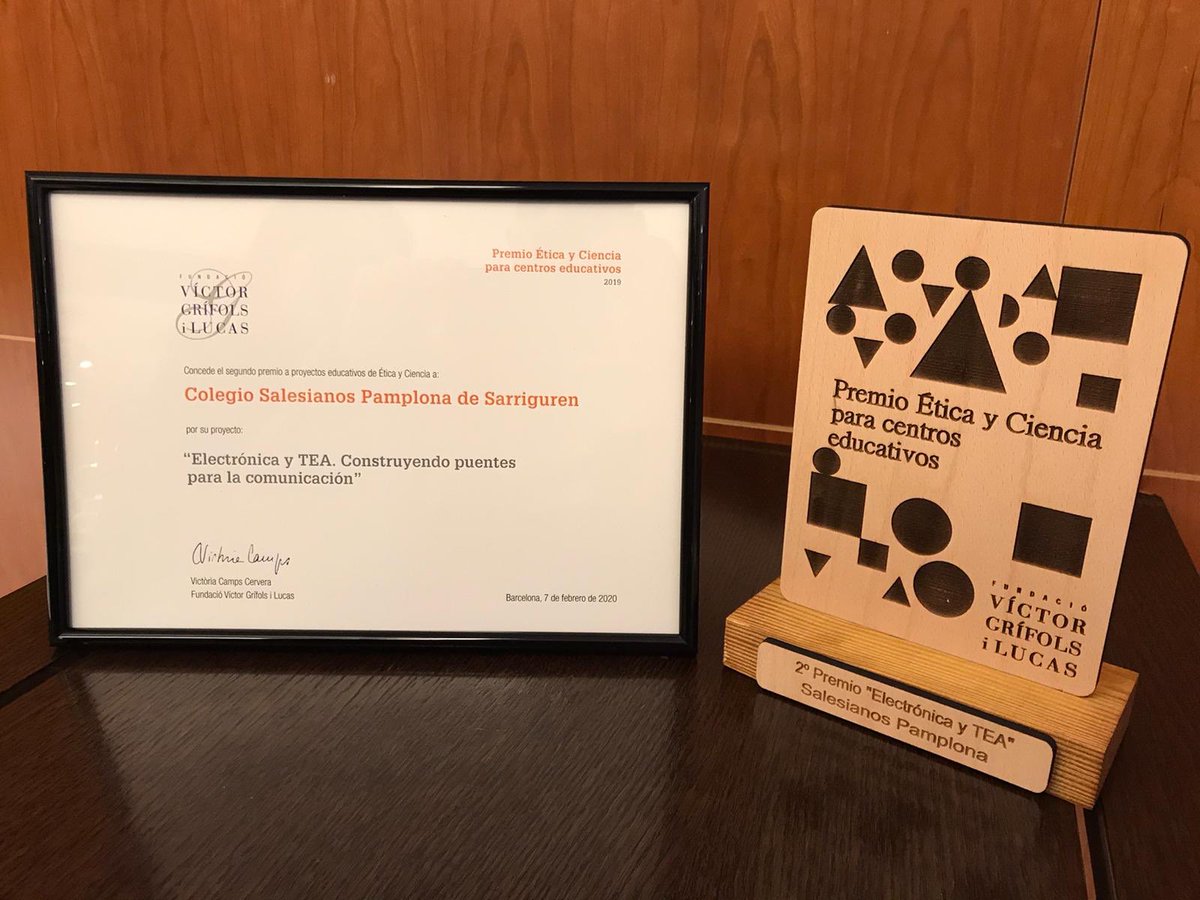 FUNDACIÓ
VÍCTOR
GRÍFOLS
i LUCAS
Premio Ética y Ciencia
para centros educativos
2019
Concede el segundo premio a proyectos educativos de Ética y Ciencia a:
Colegio Salesianos Pamplona de Sarriguren
por su proyecto:
“Electrónica y TEA. Construyendo puentes
para la comunicación”
Victòria Camps
Victòria Camps Cervera
Fundació Víctor Grífols i Lucas
Barcelona, 7 de febrero de 2020
Premio Ética y Ciencia
para centros
educativos
FUNDACIÓ
VÍCTOR
GRÍFOLS
i LUCAS
2º Premio "Electrónica y TEA"
Salesianos Pamplona